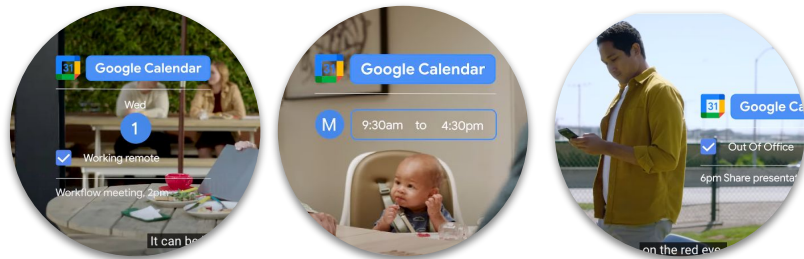 31
Google Calendar
Wed
1
Working remote
Workflow meeting, 2pm
It can be
31
Google Calendar
M
9:30am to 4:30pm
31
Google Ca
Out Of Office
6pm Share presentat
on the red eye